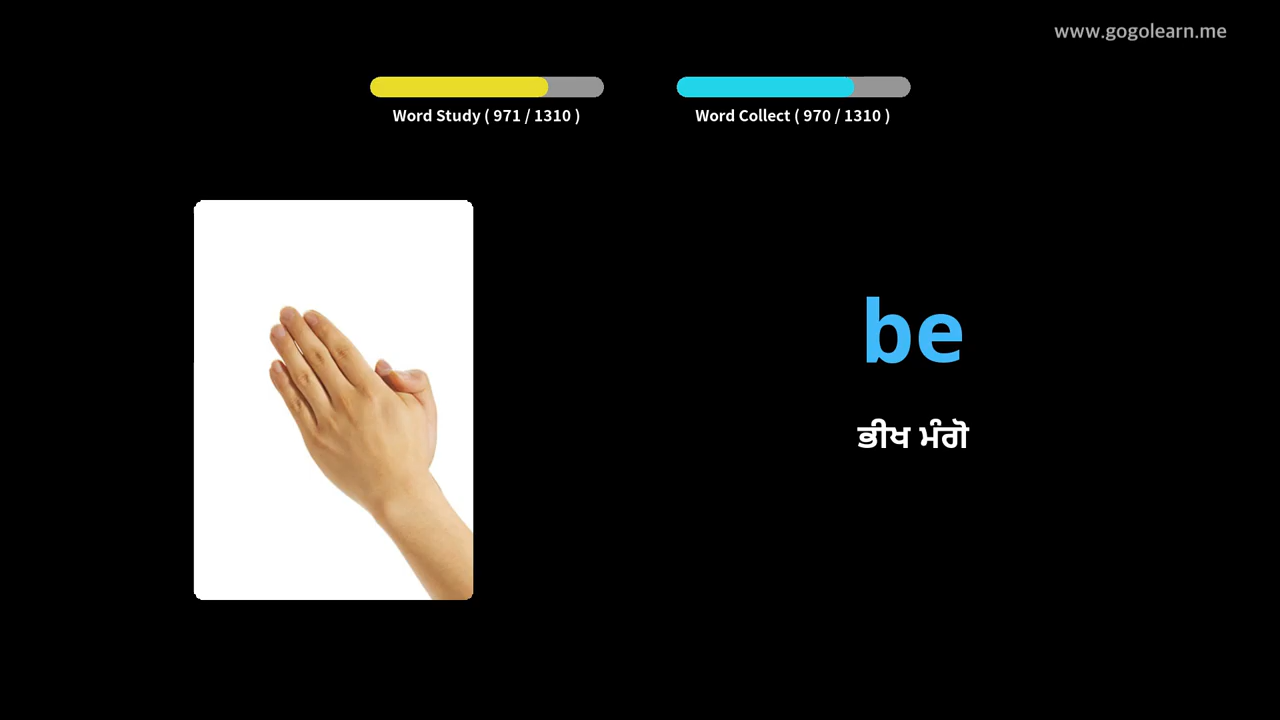 www.gogolearn.me
Word Study ( 971 / 1310 )
Word Collect ( 970 / 1310 )
be
ਭੀਖ ਮੰਗੋ